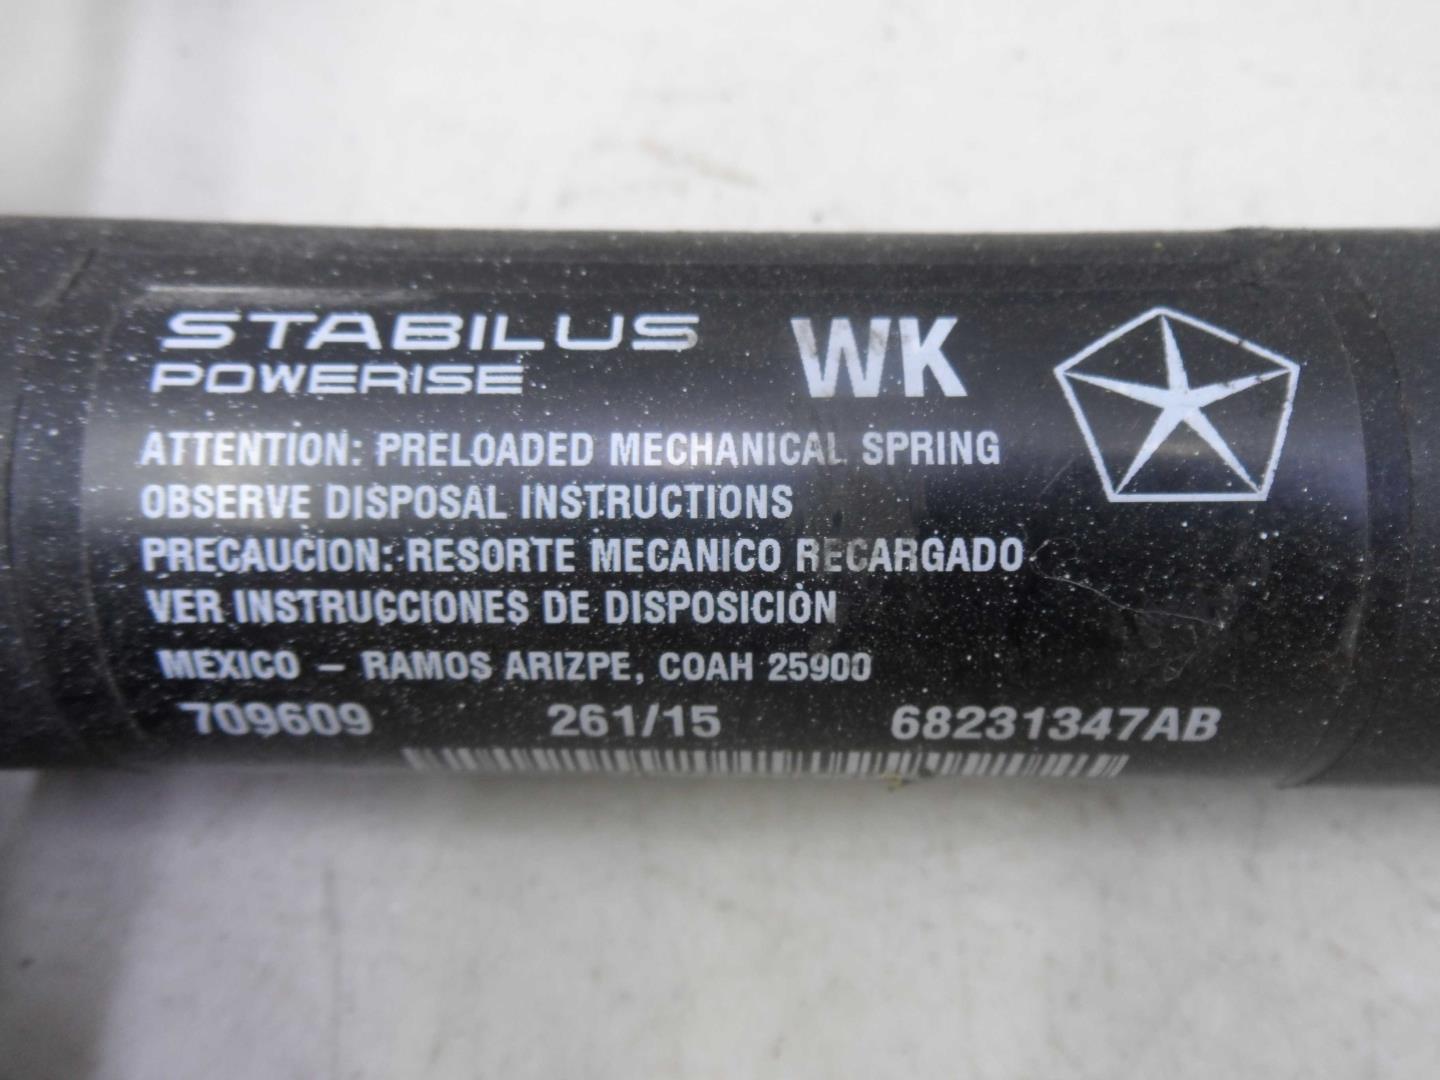 STABILUS WK
POWERISE
ATTENTION: PRELOADED MECHANICAL SPRING
OBSERVE DISPOSAL INSTRUCTIONS
PRECAUCION: RESORTE MECANICO RECARGADO
VER INSTRUCCIONES DE DISPOSICIÓN
MEXICO – RAMOS ARIZPE, COAH 25900
709609 261/15 68231347AB